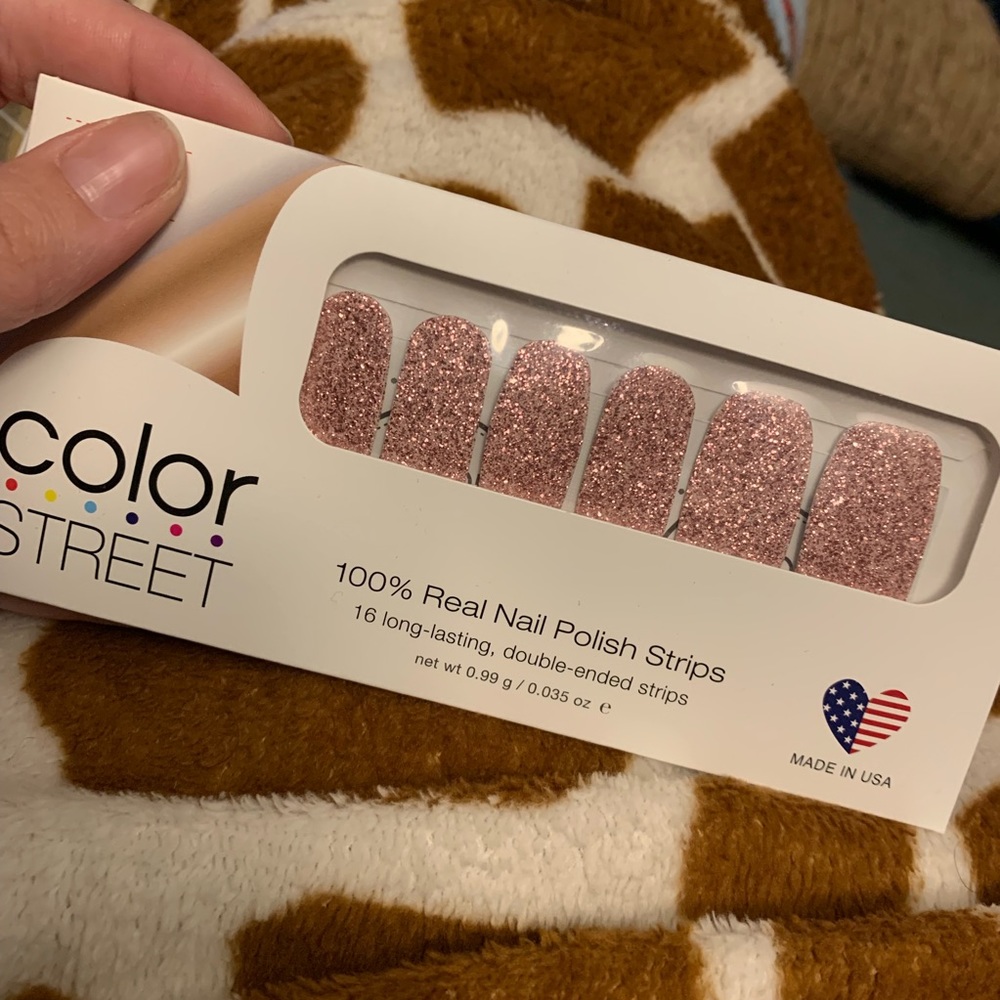 color
STREET
100% Real Nail Polish Strips
16 long-lasting, double-ended strips
net wt 0.99 g / 0.035 oz ℮
MADE IN USA